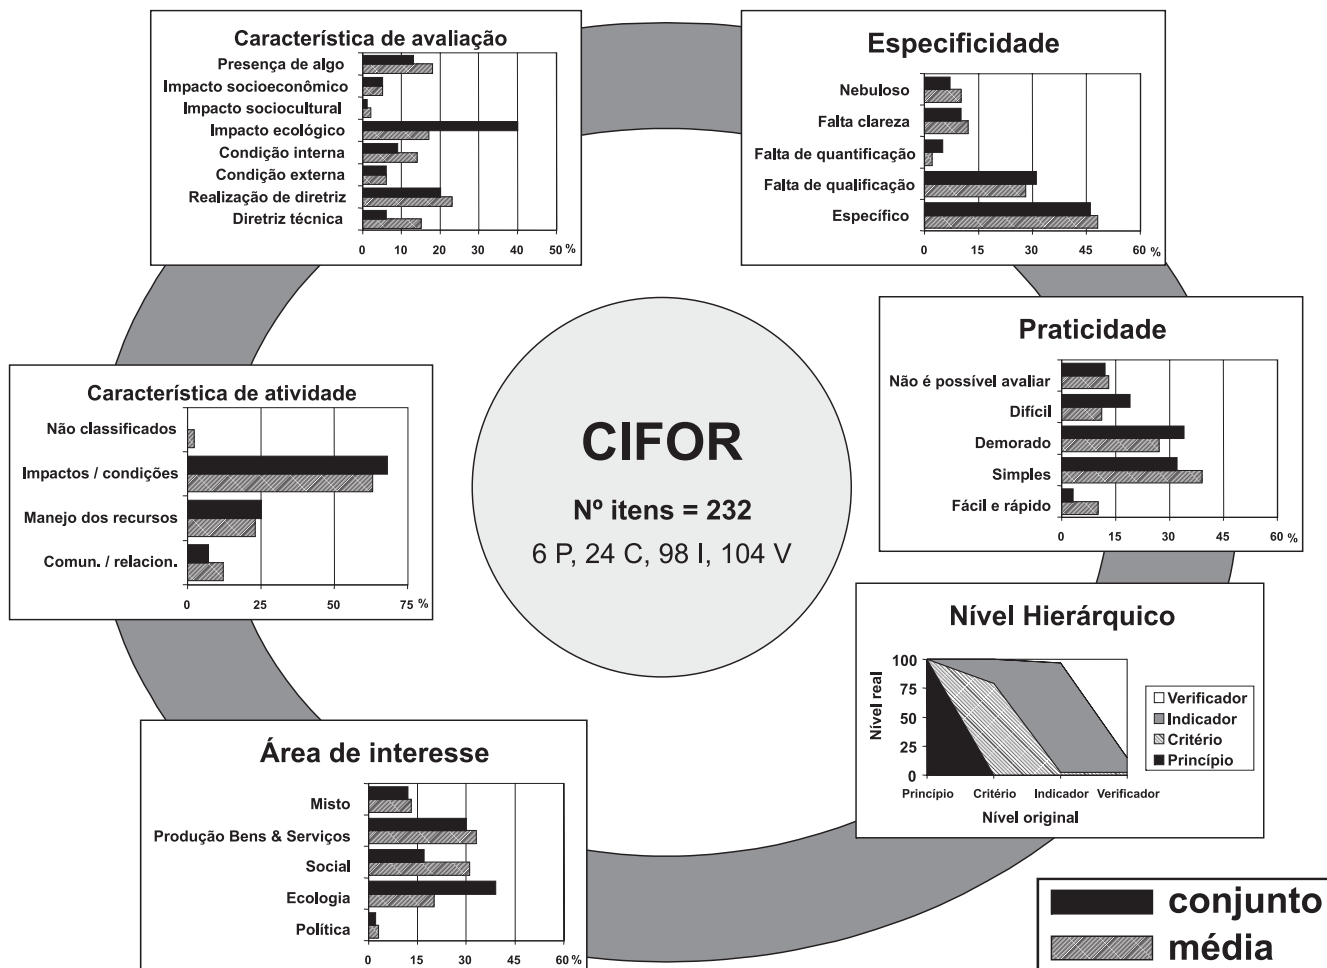 Característica de avaliação
Presença de algo
Impacto socioeconômico
Impacto sociocultural
Impacto ecológico
Condição interna
Condição externa
Realização de diretriz
Diretriz técnica
0 10 20 30 40 50 %
Especificidade
Nebuloso
Falta clareza
Falta de quantificação
Falta de qualificação
Específico
0 15 30 45 60 %
Praticidade
Não é possível avaliar
Difícil
Demorado
Simples
Fácil e rápido
0 15 30 45 60 %
Característica de atividade
Não classificados
Impactos / condições
Manejo dos recursos
Comun. / relacion.
0 25 50 75 %
CIFOR
Nº itens = 232
6 P, 24 C, 98 I, 104 V
Nível Hierárquico
Nível real
100
75
50
25
0
Princípio Critério Indicador Verificador
Nível original
Verificador
Indicador
Critério
Princípio
Área de interesse
Misto
Produção Bens & Serviços
Social
Ecologia
Política
0 15 30 45 60 %
conjunto
média